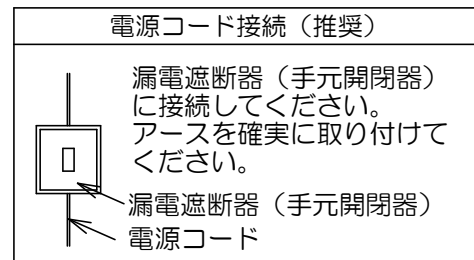 電源コード接続（推奨）
漏電遮断器（手元開閉器）
に接続してください。
アースを確実に取り付けて
ください。
漏電遮断器（手元開閉器）
電源コード